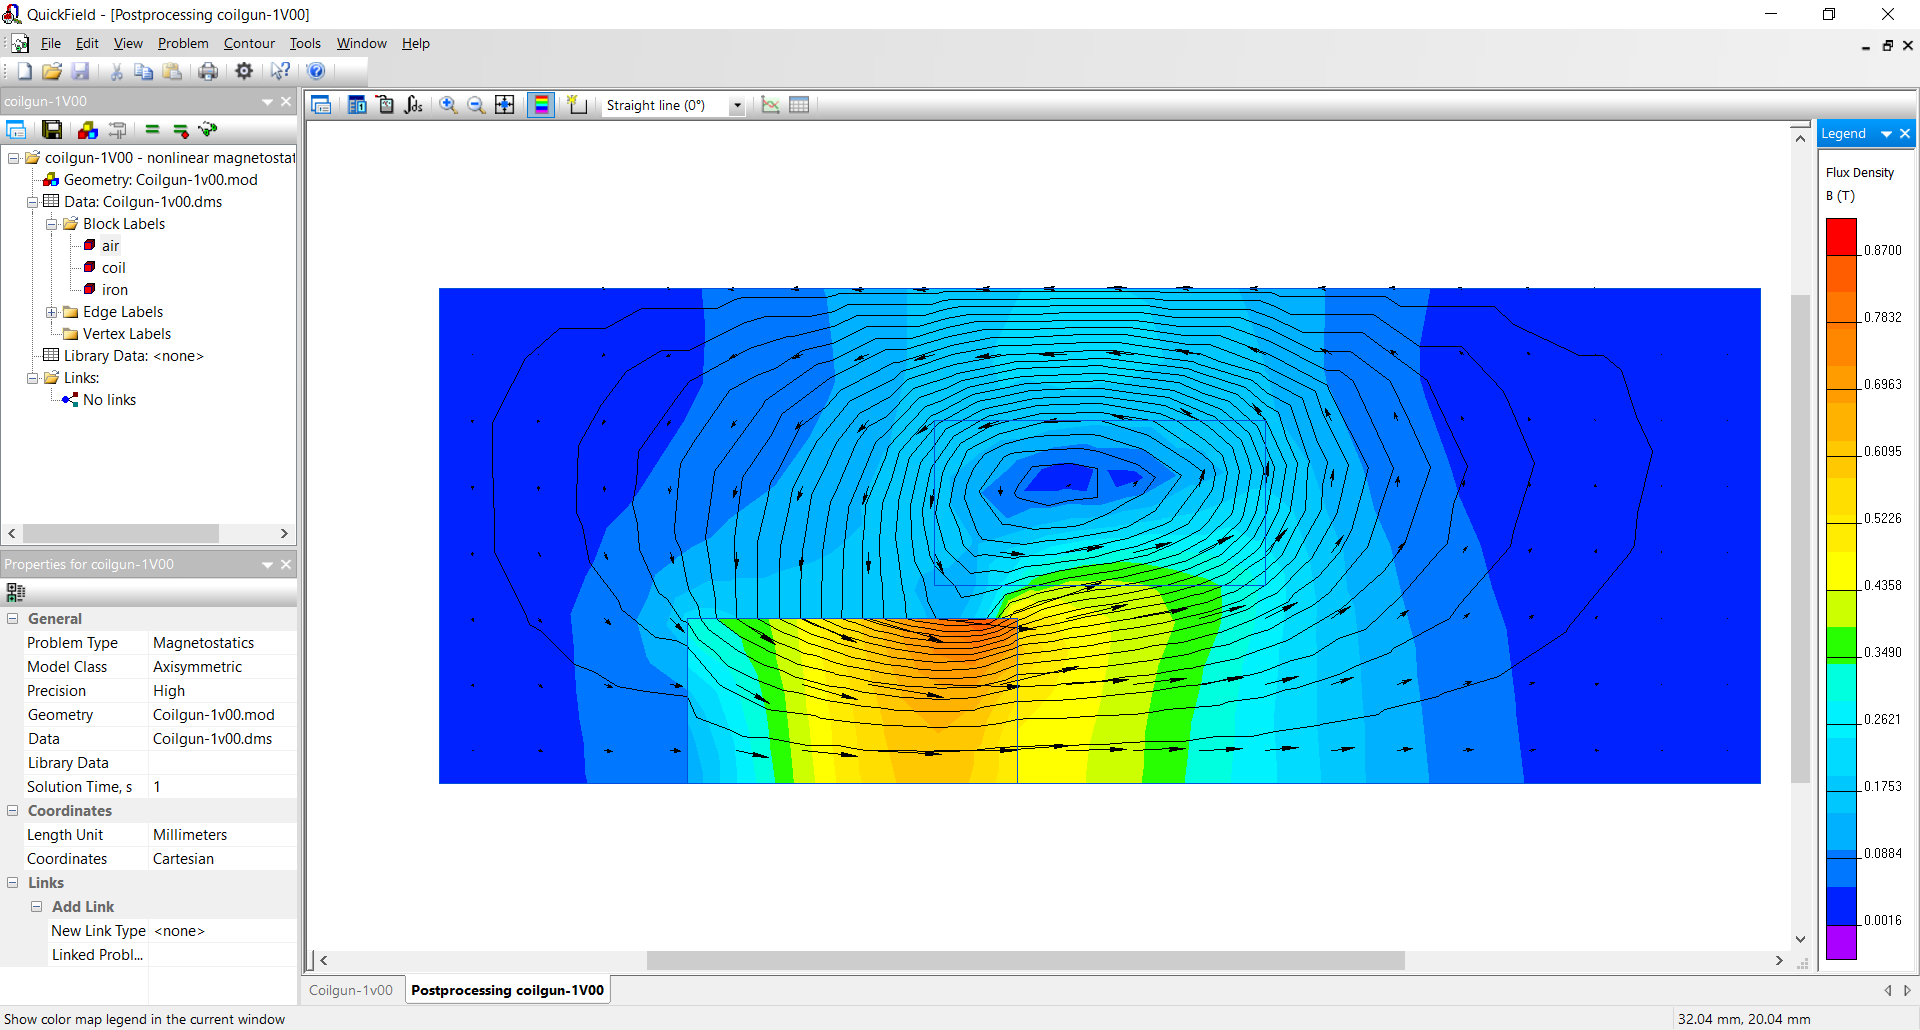 QuickField - [Postprocessing coilgun-1V00]
File Edit View Problem Contour Tools Window Help
coilgun-1V00
Straight line (0°)
coilgun-1V00 - nonlinear magnetostat
Geometry: Coilgun-1v00.mod
Data: Coilgun-1v00.dms
Block Labels
air
coil
iron
Edge Labels
Vertex Labels
Library Data: <none>
Links:
No links
Properties for coilgun-1V00
General
Problem Type Magnetostatics
Model Class Axisymmetric
Precision High
Geometry Coilgun-1v00.mod
Data Coilgun-1v00.dms
Library Data
Solution Time, s 1
Coordinates
Length Unit Millimeters
Coordinates Cartesian
Links
Add Link
New Link Type <none>
Linked Probl...
Legend
Flux Density
B (T)
0.8700
0.7832
0.6963
0.6095
0.5226
0.4358
0.3490
0.2621
0.1753
0.0884
0.0016
Coilgun-1v00 Postprocessing coilgun-1V00
Show color map legend in the current window
32.04 mm, 20.04 mm